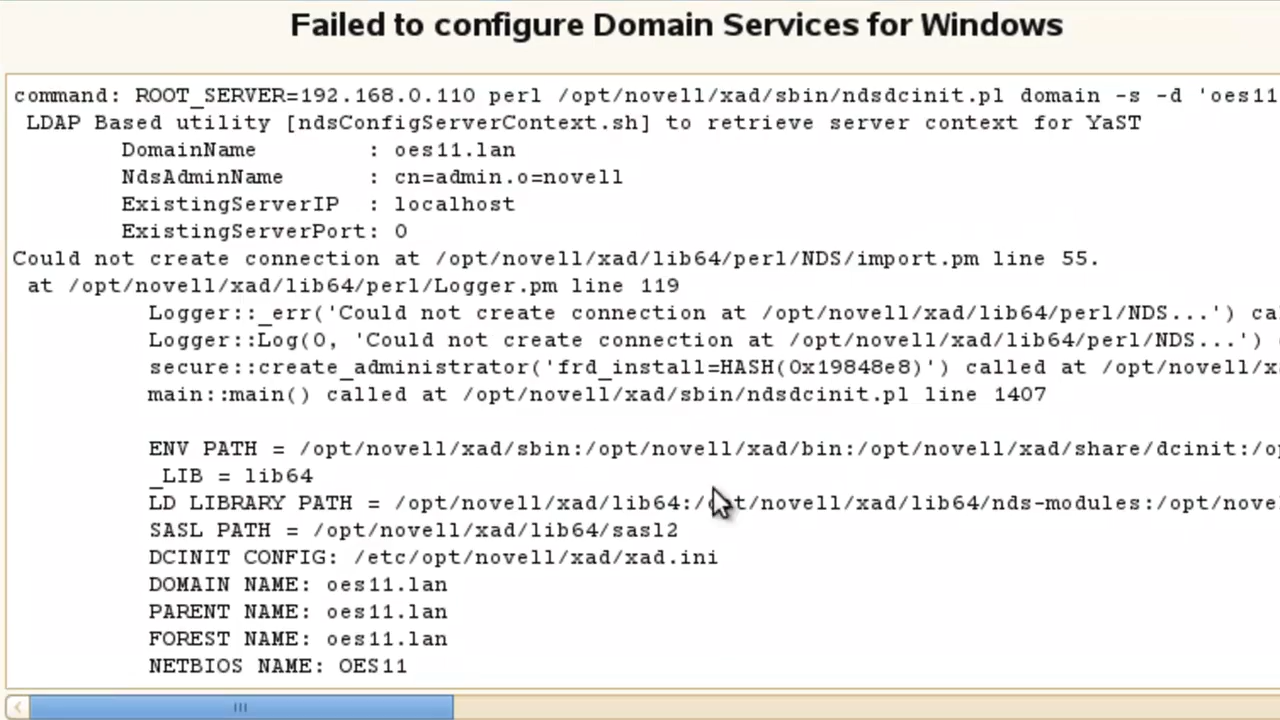 Failed to configure Domain Services for Windows
command: ROOT_SERVER=192.168.0.110 perl /opt/novell/xad/sbin/ndsdcinit.pl domain -s -d 'oes11
LDAP Based utility [ndsConfigServerContext.sh] to retrieve server context for YaST
DomainName : oes11.lan
NdsAdminName : cn=admin.o=novell
ExistingServerIP : localhost
ExistingServerPort: 0
Could not create connection at /opt/novell/xad/lib64/perl/NDS/import.pm line 55.
at /opt/novell/xad/lib64/perl/Logger.pm line 119
Logger::_err('Could not create connection at /opt/novell/xad/lib64/perl/NDS...') ca
Logger::Log(0, 'Could not create connection at /opt/novell/xad/lib64/perl/NDS...')
secure::create_administrator('frd_install=HASH(0x19848e8)') called at /opt/novell/x
main::main() called at /opt/novell/xad/sbin/ndsdcinit.pl line 1407
ENV PATH = /opt/novell/xad/sbin:/opt/novell/xad/bin:/opt/novell/xad/share/dcinit:/op
_LIB = lib64
LD LIBRARY PATH = /opt/novell/xad/lib64:/opt/novell/xad/lib64/nds-modules:/opt/nove
SASL PATH = /opt/novell/xad/lib64/sasl2
DCINIT CONFIG: /etc/opt/novell/xad/xad.ini
DOMAIN NAME: oes11.lan
PARENT NAME: oes11.lan
FOREST NAME: oes11.lan
NETBIOS NAME: OES11